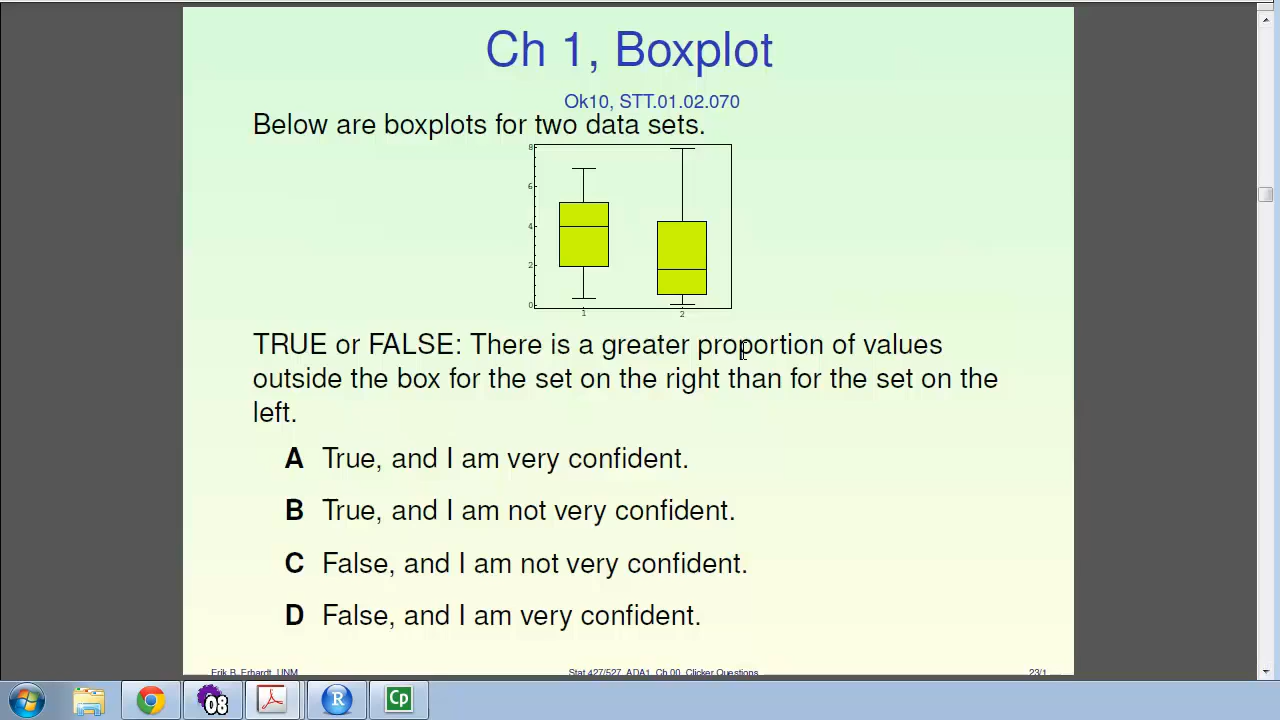 Ch 1, Boxplot
Ok10, STT.01.02.070
Below are boxplots for two data sets.
8
6
4
2
0
1 2
TRUE or FALSE: There is a greater proportion of values
outside the box for the set on the right than for the set on the
left.
A True, and I am very confident.
B True, and I am not very confident.
C False, and I am not very confident.
D False, and I am very confident.
Erik B. Erhardt, UNM Stat 427/527, ADA1, Ch 00, Clicker Questions 23/1
08
R
Cp